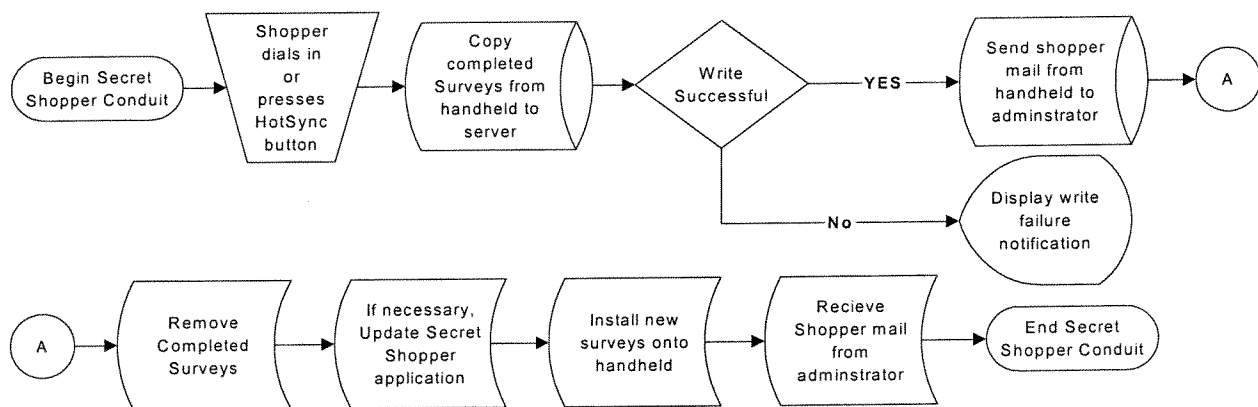 Begin Secret
Shopper Conduit
Shopper
dials in
or
presses
HotSync
button
Copy
completed
Surveys from
handheld to
server
Write
Successful
YES
Send shopper
mail from
handheld to
adminstrator
A
No
Display write
failure
notification
A
Remove
Completed
Surveys
If necessary,
Update Secret
Shopper
application
Install new
surveys onto
handheld
Recieve
Shopper mail
from
adminstrator
End Secret
Shopper Conduit